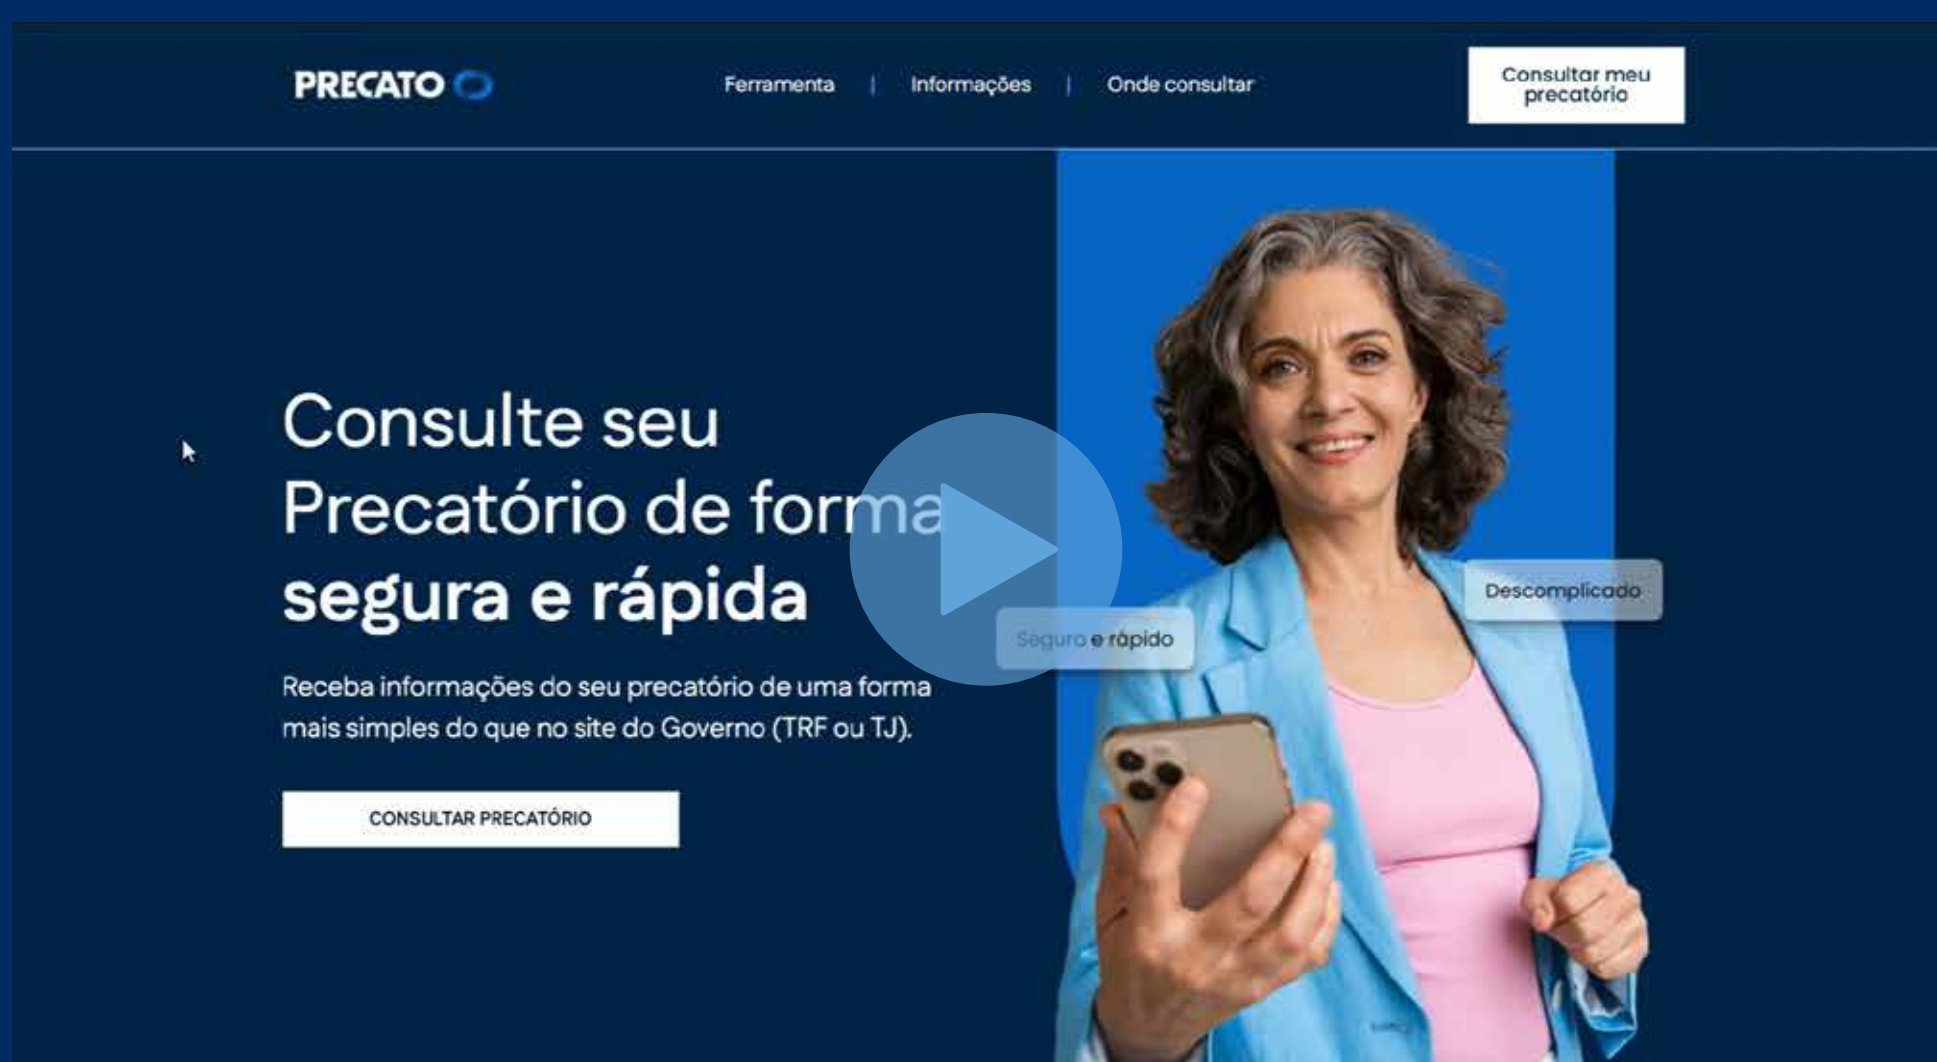 PRECATO
Ferramenta | Informações | Onde consultar
Consultar meu
precatório
Consulte seu
Precatório de forma
segura e rápida
Receba informações do seu precatório de uma forma
mais simples do que no site do Governo (TRF ou TJ).
CONSULTAR PRECATÓRIO
Seguro e rápido
Descomplicado